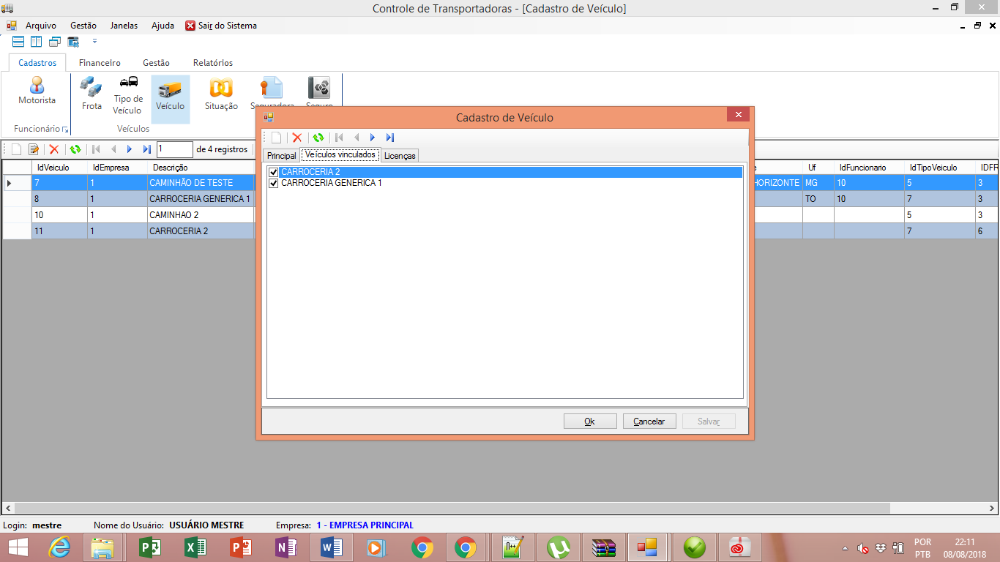 Controle de Transportadoras - [Cadastro de Veículo]
Arquivo Gestão Janelas Ajuda Sair do Sistema
Cadastros Financeiro Gestão Relatórios
Motorista
Frota
Tipo de Veículo
Veículo
Situação
Seguradora
Seguro
Funcionário
Veículos
1 de 4 registros
IdVeiculo IdEmpresa Descrição Uf IdFuncionario IdTipoVeiculo IDFR
7 1 CAMINHÃO DE TESTE HORIZONTE MG 10 5 3
8 1 CARROCERIA GENERICA 1 TO 10 7 3
10 1 CAMINHAO 2 5 3
11 1 CARROCERIA 2 7 6
Cadastro de Veículo
Principal Veículos vinculados Licenças
CARROCERIA 2
CARROCERIA GENERICA 1
Ok Cancelar Salvar
Login: mestre Nome do Usuário: USUÁRIO MESTRE Empresa: 1 - EMPRESA PRINCIPAL
POR 22:11
PTB 08/08/2018